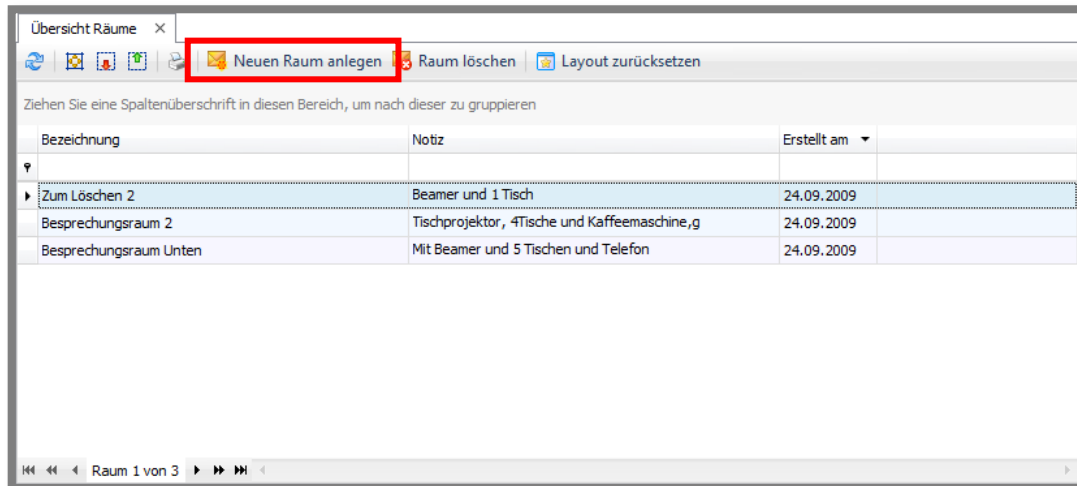 Übersicht Räume
Neuen Raum anlegen Raum löschen Layout zurücksetzen
Ziehen Sie eine Spaltenüberschrift in diesen Bereich, um nach dieser zu gruppieren
Bezeichnung Notiz Erstellt am
Zum Löschen 2 Beamer und 1 Tisch 24.09.2009
Besprechungsraum 2 Tischprojektor, 4Tische und Kaffeemaschine,g 24.09.2009
Besprechungsraum Unten Mit Beamer und 5 Tischen und Telefon 24.09.2009
Raum 1 von 3